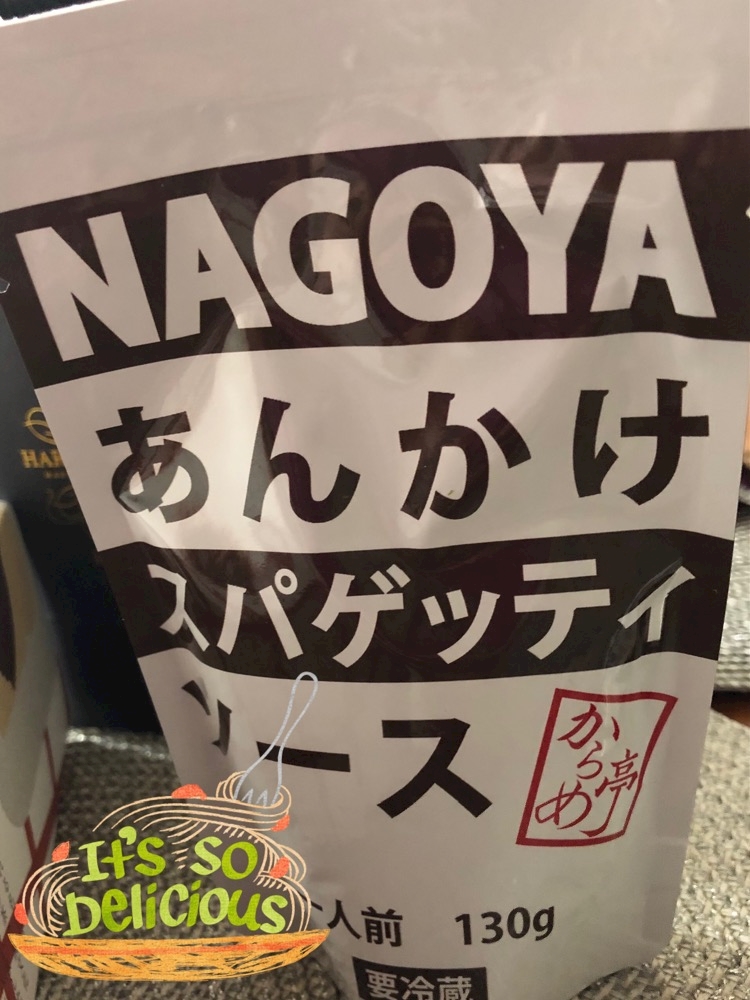 NAGOYA
あんかけ
スパゲッティ
ソース
からめ亭
It's so
Delicious
人前 130g
要冷蔵